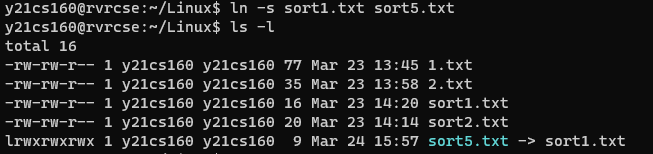 y21cs160@rvrcse:~/Linux$ ln -s sort1.txt sort5.txt
y21cs160@rvrcse:~/Linux$ ls -l
total 16
-rw-rw-r-- 1 y21cs160 y21cs160 77 Mar 23 13:45 1.txt
-rw-rw-r-- 1 y21cs160 y21cs160 35 Mar 23 13:58 2.txt
-rw-rw-r-- 1 y21cs160 y21cs160 16 Mar 23 14:20 sort1.txt
-rw-rw-r-- 1 y21cs160 y21cs160 20 Mar 23 14:14 sort2.txt
lrwxrwxrwx 1 y21cs160 y21cs160  9 Mar 24 15:57 sort5.txt -> sort1.txt